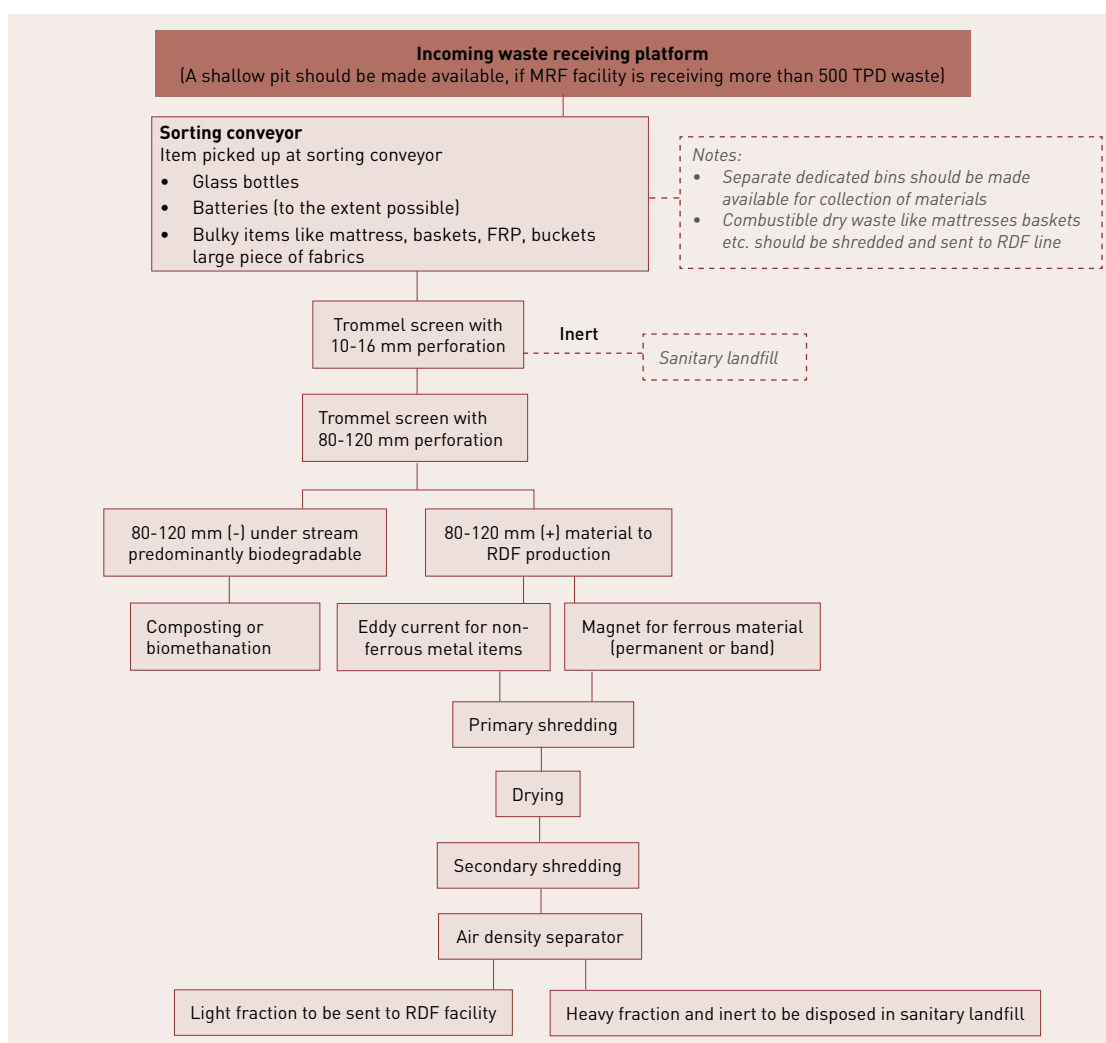 Incoming waste receiving platform
(A shallow pit should be made available, if MRF facility is receiving more than 500 TPD waste)
Sorting conveyor
Item picked up at sorting conveyor
• Glass bottles
• Batteries (to the extent possible)
• Bulky items like mattress, baskets, FRP, buckets
large piece of fabrics
Notes:
• Separate dedicated bins should be made
available for collection of materials
• Combustible dry waste like mattresses baskets
etc. should be shredded and sent to RDF line
Trommel screen with
10-16 mm perforation
Inert
Sanitary landfill
Trommel screen with
80-120 mm perforation
80-120 mm (-) under stream
predominantly biodegradable
80-120 mm (+) material to
RDF production
Composting or
biomethanation
Eddy current for non-
ferrous metal items
Magnet for ferrous material
(permanent or band)
Primary shredding
Drying
Secondary shredding
Air density separator
Light fraction to be sent to RDF facility
Heavy fraction and inert to be disposed in sanitary landfill